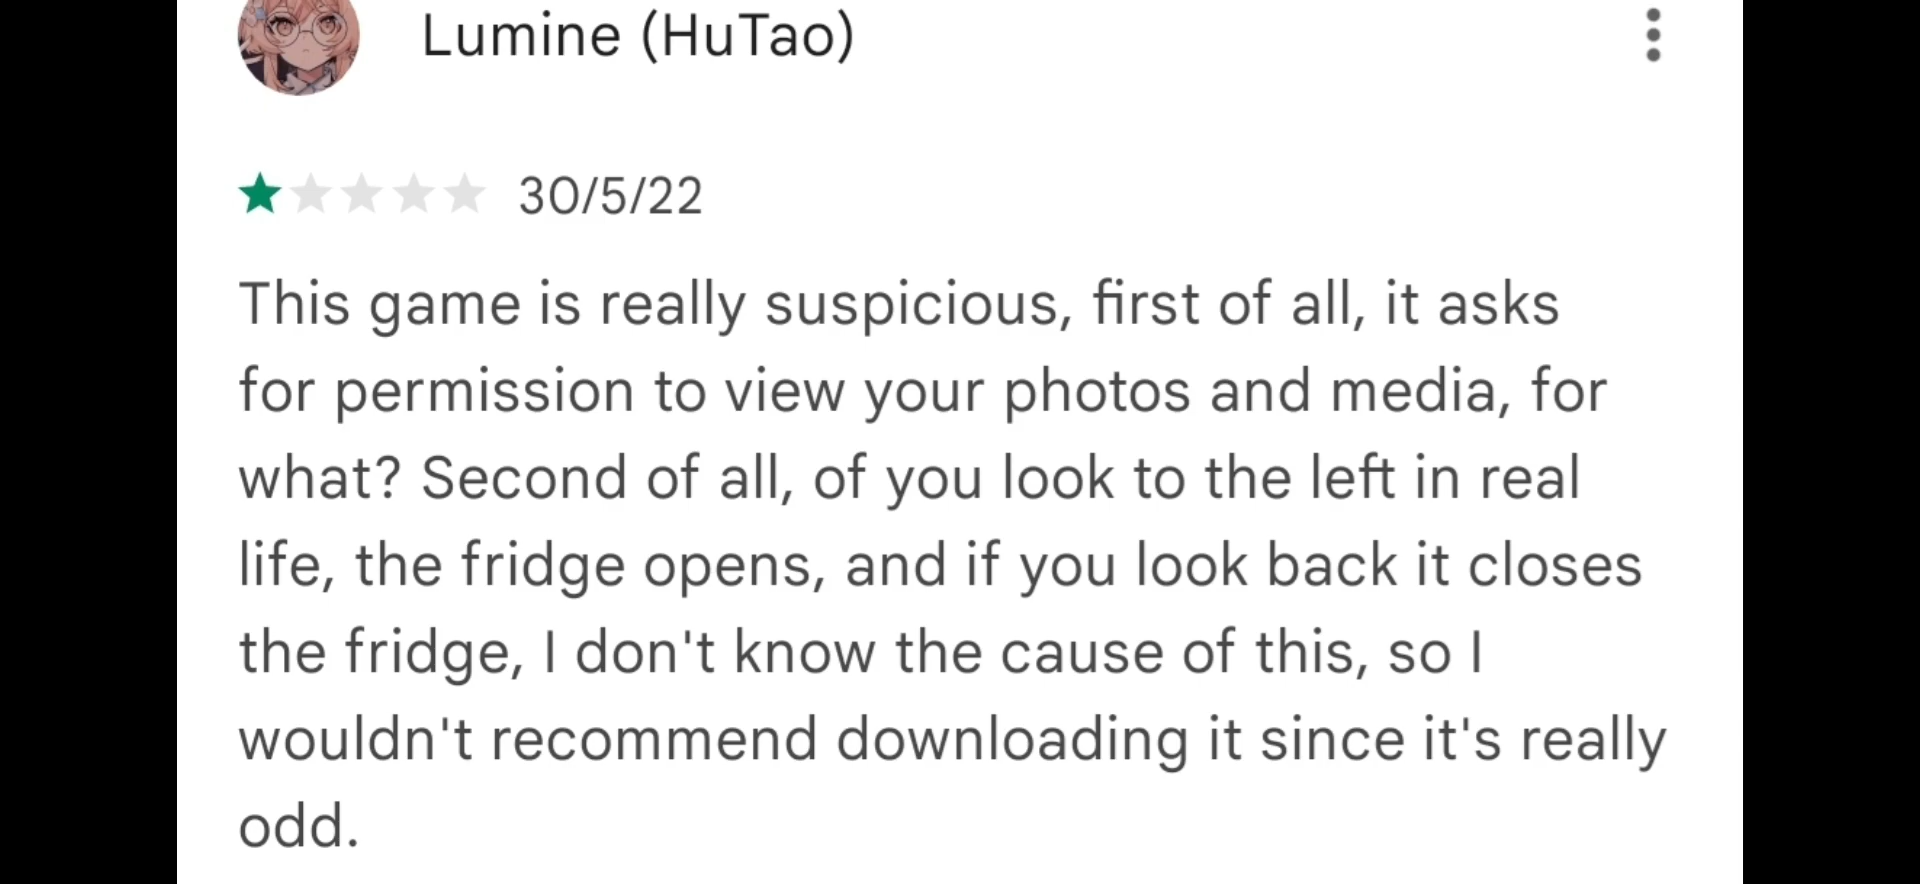 Lumine (HuTao)
30/5/22
This game is really suspicious, first of all, it asks
for permission to view your photos and media, for
what? Second of all, of you look to the left in real
life, the fridge opens, and if you look back it closes
the fridge, I don't know the cause of this, so I
wouldn't recommend downloading it since it's really
odd.